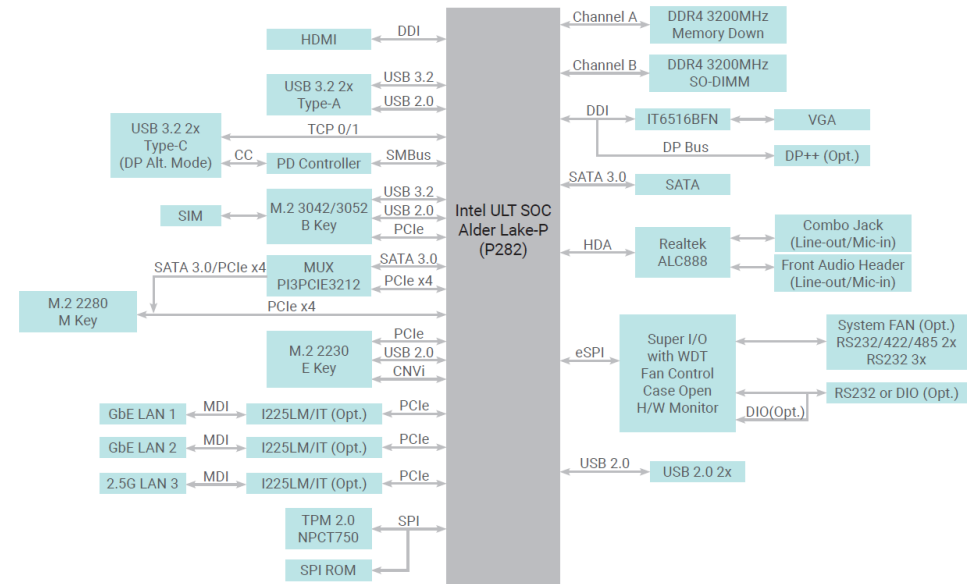 HDMI
DDI
USB 3.2 2x
Type-A
USB 3.2
USB 2.0
USB 3.2 2x
Type-C
(DP Alt. Mode)
TCP 0/1
CC
PD Controller
SMBus
SIM
M.2 3042/3052
B Key
USB 3.2
USB 2.0
PCIe
SATA 3.0/PCIe x4
MUX
PI3PCIE3212
SATA 3.0
PCIe x4
M.2 2280
M Key
PCIe x4
M.2 2230
E Key
PCIe
USB 2.0
CNVi
GbE LAN 1
MDI
I225LM/IT (Opt.)
PCIe
GbE LAN 2
MDI
I225LM/IT (Opt.)
PCIe
2.5G LAN 3
MDI
I225LM/IT (Opt.)
PCIe
TPM 2.0
NPCT750
SPI
SPI ROM
Intel ULT SOC
Alder Lake-P
(P282)
Channel A
DDR4 3200MHz
Memory Down
Channel B
DDR4 3200MHz
SO-DIMM
DDI
IT6516BFN
VGA
DP Bus
DP++ (Opt.)
SATA 3.0
SATA
HDA
Realtek
ALC888
Combo Jack
(Line-out/Mic-in)
Front Audio Header
(Line-out/Mic-in)
eSPI
Super I/O
with WDT
Fan Control
Case Open
H/W Monitor
System FAN (Opt.)
RS232/422/485 2x
RS232 3x
RS232 or DIO (Opt.)
DIO(Opt.)
USB 2.0
USB 2.0 2x